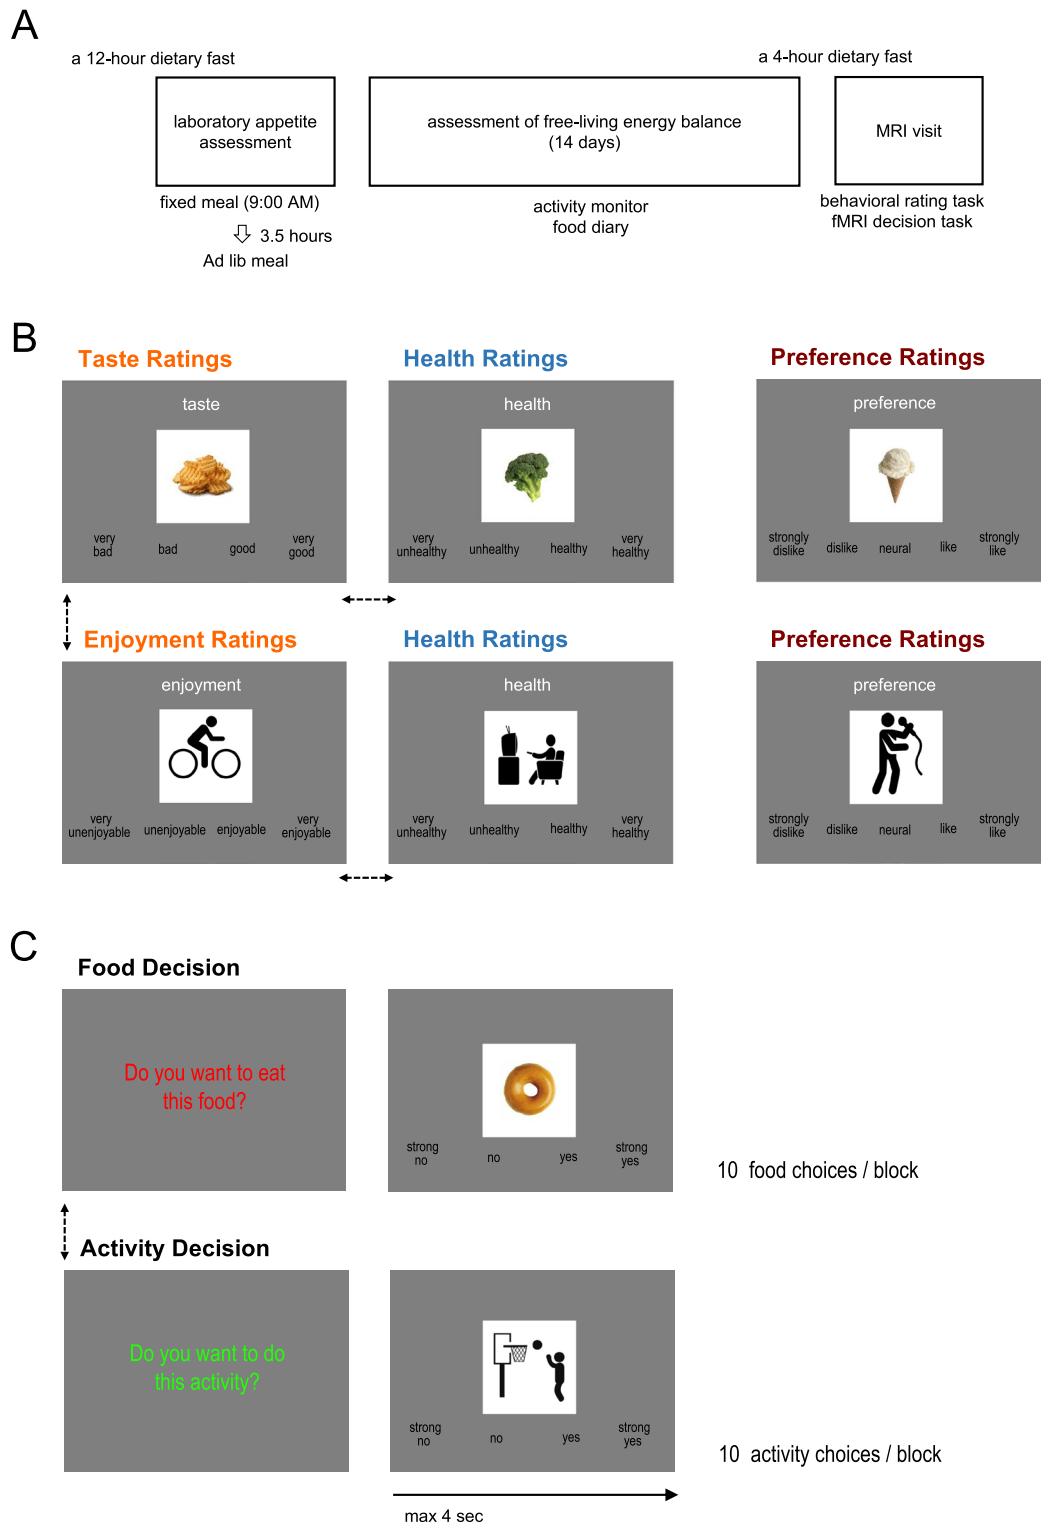 A
a 12-hour dietary fast
a 4-hour dietary fast
laboratory appetite
assessment
assessment of free-living energy balance
(14 days)
MRI visit
fixed meal (9:00 AM)
3.5 hours
Ad lib meal
activity monitor
food diary
behavioral rating task
fMRI decision task
B
Taste Ratings
Health Ratings
Preference Ratings
taste
health
preference
very
bad
bad
good
very
good
very
unhealthy
unhealthy
healthy
very
healthy
strongly
dislike
dislike
neural
like
strongly
like
Enjoyment Ratings
Health Ratings
Preference Ratings
enjoyment
health
preference
very
unenjoyable
unenjoyable
enjoyable
very
enjoyable
very
unhealthy
unhealthy
healthy
very
healthy
strongly
dislike
dislike
neural
like
strongly
like
C
Food Decision
Do you want to eat
this food?
strong
no
no
yes
strong
yes
10 food choices / block
Activity Decision
Do you want to do
this activity?
strong
no
no
yes
strong
yes
10 activity choices / block
max 4 sec